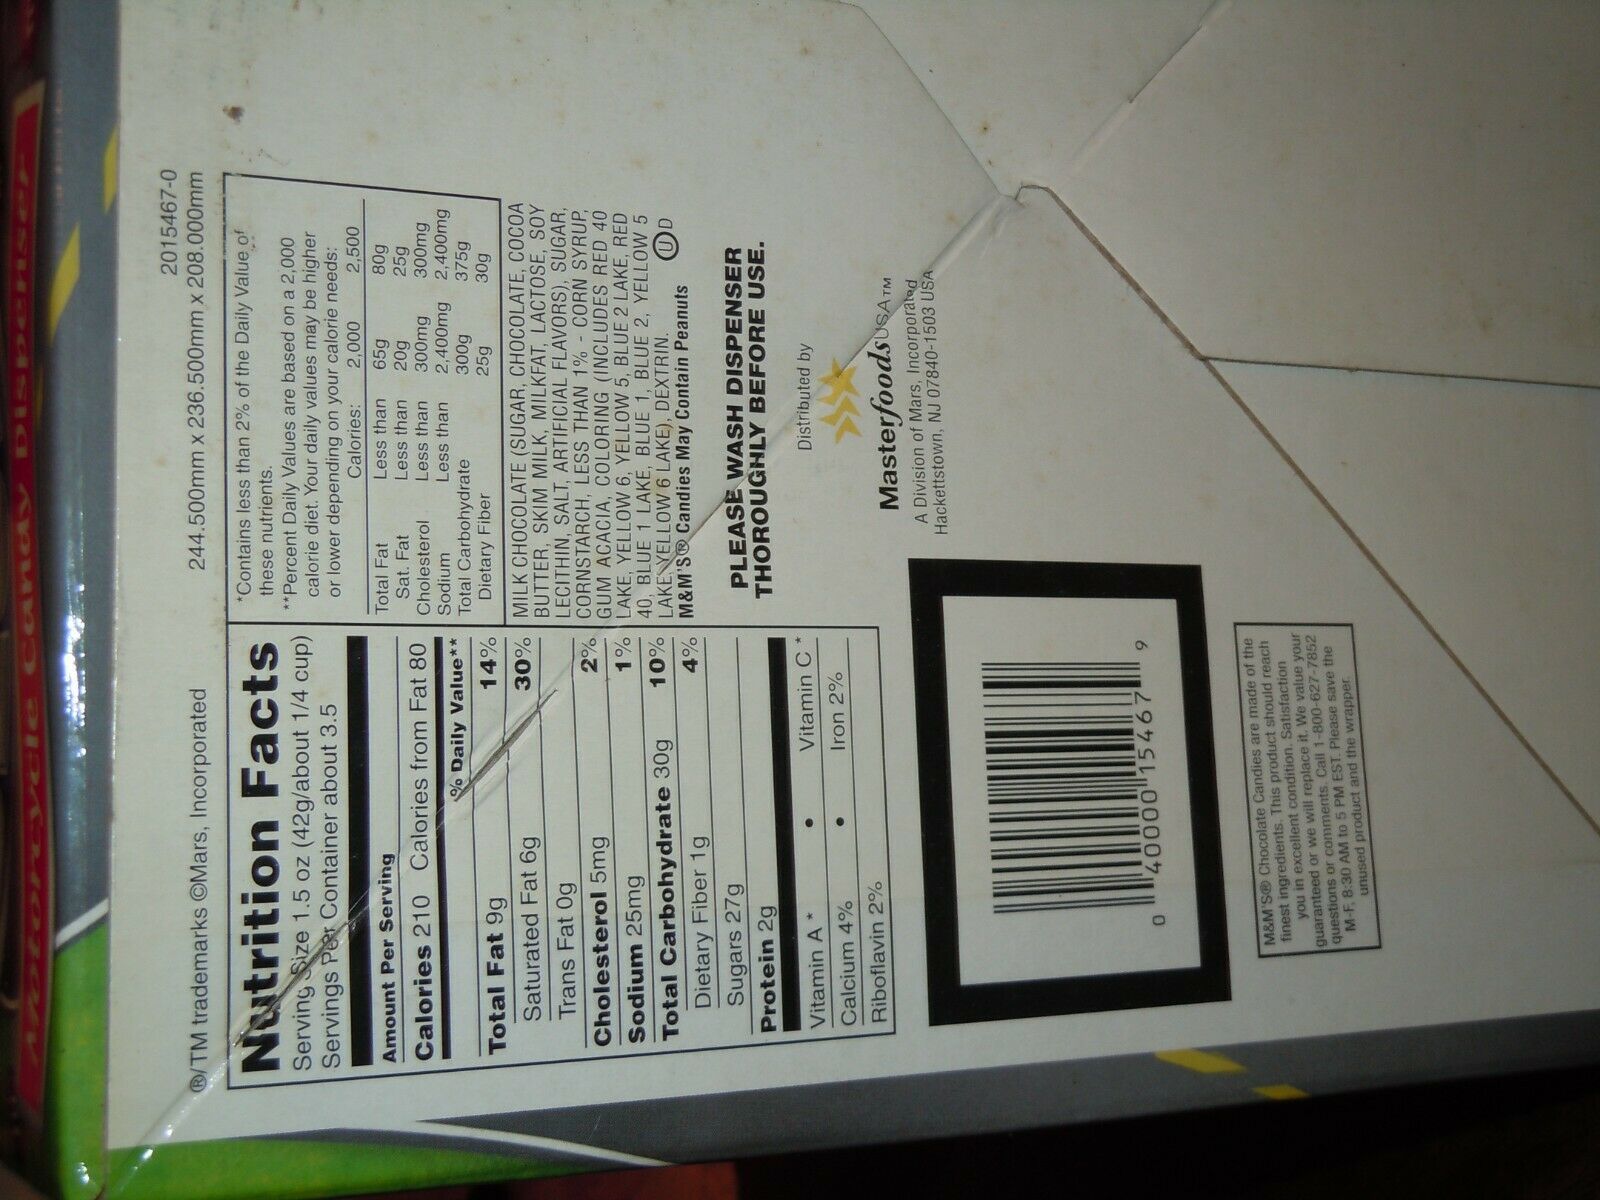 Motorcycle Candy Dispenser
®/TM trademarks ©Mars, Incorporated
2015467-0
244.500mm x 236.500mm x 208.000mm
Nutrition Facts
Serving Size 1.5 oz (42g/about 1/4 cup)
Servings Per Container about 3.5
Amount Per Serving
Calories 210 Calories from Fat 80
% Daily Value**
Total Fat 9g 14%
Saturated Fat 6g 30%
Trans Fat 0g
Cholesterol 5mg 2%
Sodium 25mg 1%
Total Carbohydrate 30g 10%
Dietary Fiber 1g 4%
Sugars 27g
Protein 2g
Vitamin A * • Vitamin C *
Calcium 4% • Iron 2%
Riboflavin 2%
*Contains less than 2% of the Daily Value of
these nutrients.
**Percent Daily Values are based on a 2,000
calorie diet. Your daily values may be higher
or lower depending on your calorie needs:
Calories: 2,000 2,500
Total Fat Less than 65g 80g
Sat. Fat Less than 20g 25g
Cholesterol Less than 300mg 300mg
Sodium Less than 2,400mg 2,400mg
Total Carbohydrate 300g 375g
Dietary Fiber 25g 30g
MILK CHOCOLATE (SUGAR, CHOCOLATE, COCOA
BUTTER, SKIM MILK, MILKFAT, LACTOSE, SOY
LECITHIN, SALT, ARTIFICIAL FLAVORS), SUGAR,
CORNSTARCH, LESS THAN 1% - CORN SYRUP,
GUM ACACIA, COLORING (INCLUDES RED 40
LAKE, YELLOW 6, YELLOW 5, BLUE 2 LAKE, RED
40, BLUE 1 LAKE, BLUE 1, BLUE 2, YELLOW 5
LAKE, YELLOW 6 LAKE), DEXTRIN.
M&M'S® Candies May Contain Peanuts
Ⓤ D
PLEASE WASH DISPENSER
THOROUGHLY BEFORE USE.
Distributed by
Masterfoods USA™
A Division of Mars, Incorporated
Hackettstown, NJ 07840-1503 USA
0 40000 15467 9
M&M'S® Chocolate Candies are made of the
finest ingredients. This product should reach
you in excellent condition. Satisfaction
guaranteed or we will replace it. We value your
questions or comments. Call 1-800-627-7852
M-F, 8:30 AM to 5 PM EST. Please save the
unused product and the wrapper.